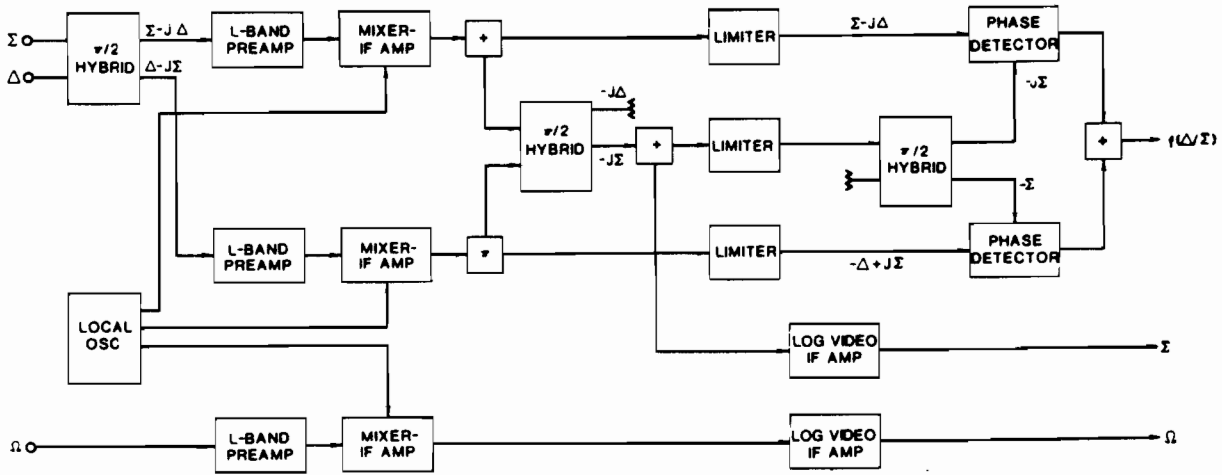 Σ
Δ
π/2
HYBRID
Σ-j Δ
Δ-JΣ
L-BAND
PREAMP
MIXER-
IF AMP
+
LIMITER
Σ-jΔ
PHASE
DETECTOR
-JΣ
π/2
HYBRID
-jΔ
-JΣ
+
LIMITER
π/2
HYBRID
-Σ
+
f(Δ/Σ)
L-BAND
PREAMP
MIXER-
IF AMP
π
LIMITER
-Δ+JΣ
PHASE
DETECTOR
LOCAL
OSC
LOG VIDEO
IF AMP
Σ
Ω
L-BAND
PREAMP
MIXER-
IF AMP
LOG VIDEO
IF AMP
Ω